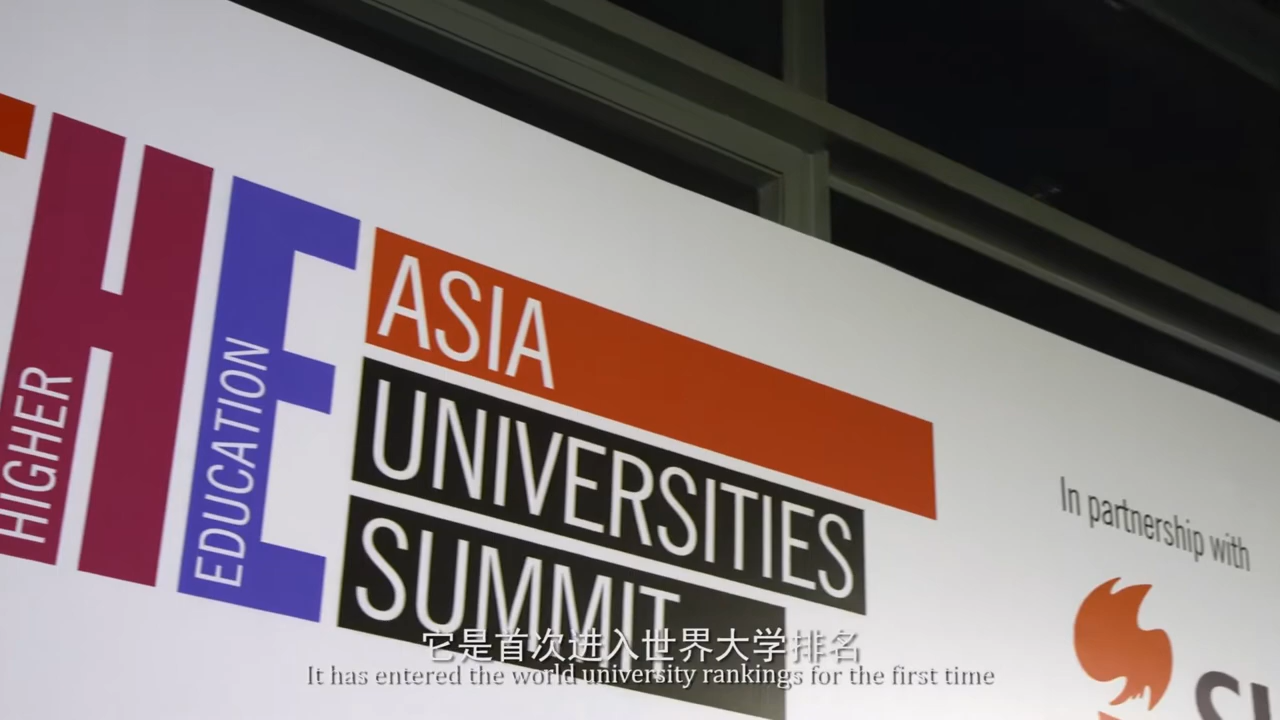 HIGHER
EDUCATION
ASIA
UNIVERSITIES
SUMMIT
In partnership with
它是首次进入世界大学排名
It has entered the world university rankings for the first time